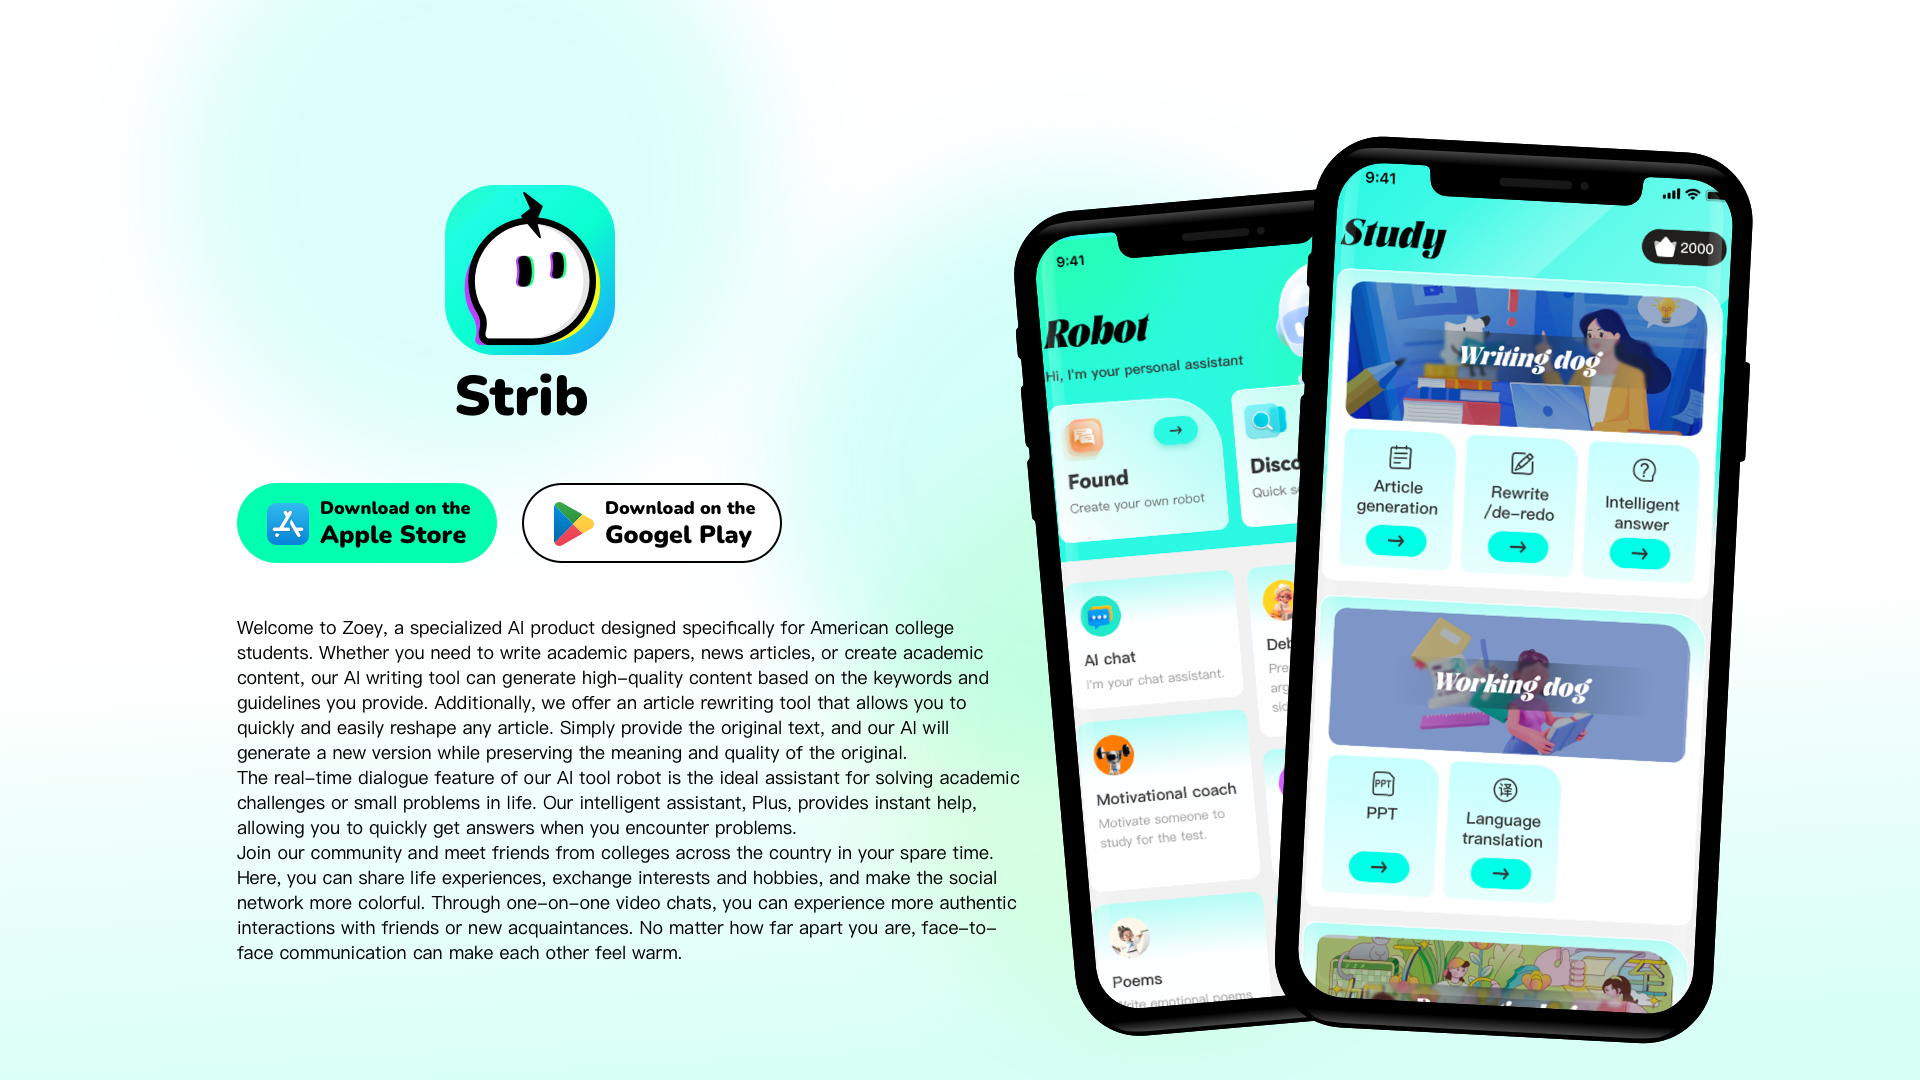 Strib
Download on the
Apple Store
Download on the
Googel Play
Welcome to Zoey, a specialized AI product designed specifically for American college
students. Whether you need to write academic papers, news articles, or create academic
content, our AI writing tool can generate high-quality content based on the keywords and
guidelines you provide. Additionally, we offer an article rewriting tool that allows you to
quickly and easily reshape any article. Simply provide the original text, and our AI will
generate a new version while preserving the meaning and quality of the original.
The real-time dialogue feature of our AI tool robot is the ideal assistant for solving academic
challenges or small problems in life. Our intelligent assistant, Plus, provides instant help,
allowing you to quickly get answers when you encounter problems.
Join our community and meet friends from colleges across the country in your spare time.
Here, you can share life experiences, exchange interests and hobbies, and make the social
network more colorful. Through one-on-one video chats, you can experience more authentic
interactions with friends or new acquaintances. No matter how far apart you are, face-to-
face communication can make each other feel warm.
9:41
Robot
Hi, I'm your personal assistant
Found
Create your own robot
Disco
Quick
AI chat
I'm your chat assistant.
Deb
Pre
arg
sid
Motivational coach
Motivate someone to
study for the test.
Poems
Write emotional poems
9:41
Study
2000
Writing dog
Article
generation
Rewrite
/de-redo
Intelligent
answer
Working dog
PPT
PPT
译
Language
translation